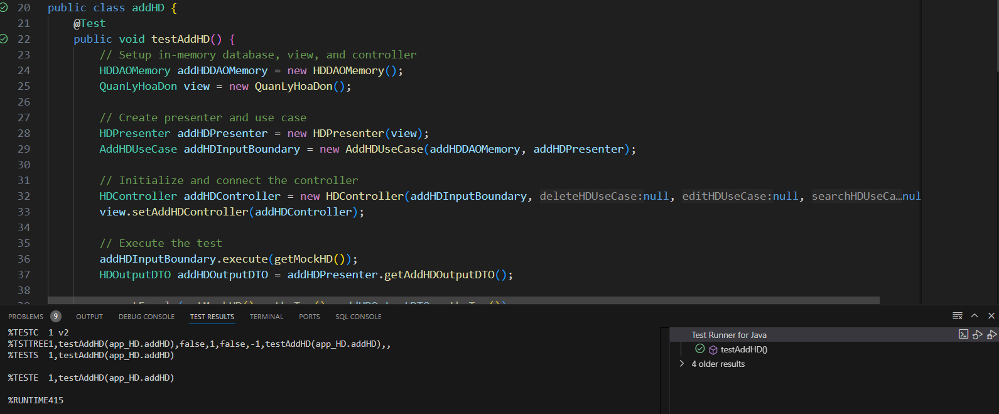 20 public class addHD {
21 @Test
22 public void testAddHD() {
23 // Setup in-memory database, view, and controller
24 HDDAOMemory addHDDAOMemory = new HDDAOMemory();
25 QuanLyHoaDon view = new QuanLyHoaDon();
26
27 // Create presenter and use case
28 HDPresenter addHDPresenter = new HDPresenter(view);
29 AddHDUseCase addHDInputBoundary = new AddHDUseCase(addHDDAOMemory, addHDPresenter);
30
31 // Initialize and connect the controller
32 HDController addHDController = new HDController(addHDInputBoundary, deleteHDUseCase:null, editHDUseCase:null, searchHDUseCa…nul
33 view.setAddHDController(addHDController);
34
35 // Execute the test
36 addHDInputBoundary.execute(getMockHD());
37 HDOutputDTO addHDOutputDTO = addHDPresenter.getAddHDOutputDTO();
38
PROBLEMS 9 OUTPUT DEBUG CONSOLE TEST RESULTS TERMINAL PORTS SQL CONSOLE
%TESTC 1 v2
%TSTTREE1,testAddHD(app_HD.addHD),false,1,false,-1,testAddHD(app_HD.addHD),,
%TESTS 1,testAddHD(app_HD.addHD)
%TESTE 1,testAddHD(app_HD.addHD)
%RUNTIME415
Test Runner for Java
testAddHD()
4 older results